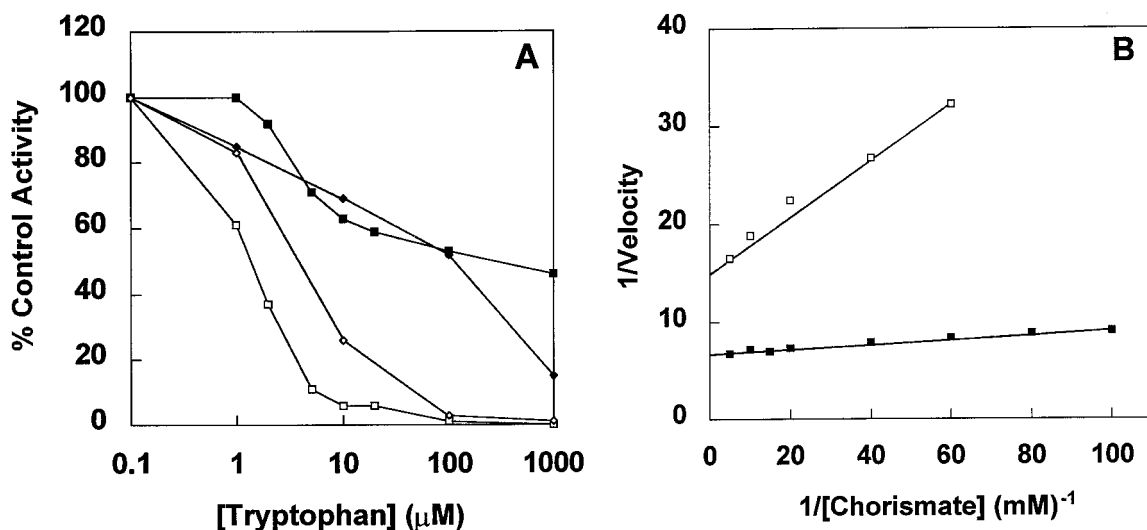 A
120
100
80
60
40
20
0
% Control Activity
0.1 1 10 100 1000
[Tryptophan] (μM)
B
40
30
20
10
0
1/Velocity
0 20 40 60 80 100
1/[Chorismate] (mM)-1